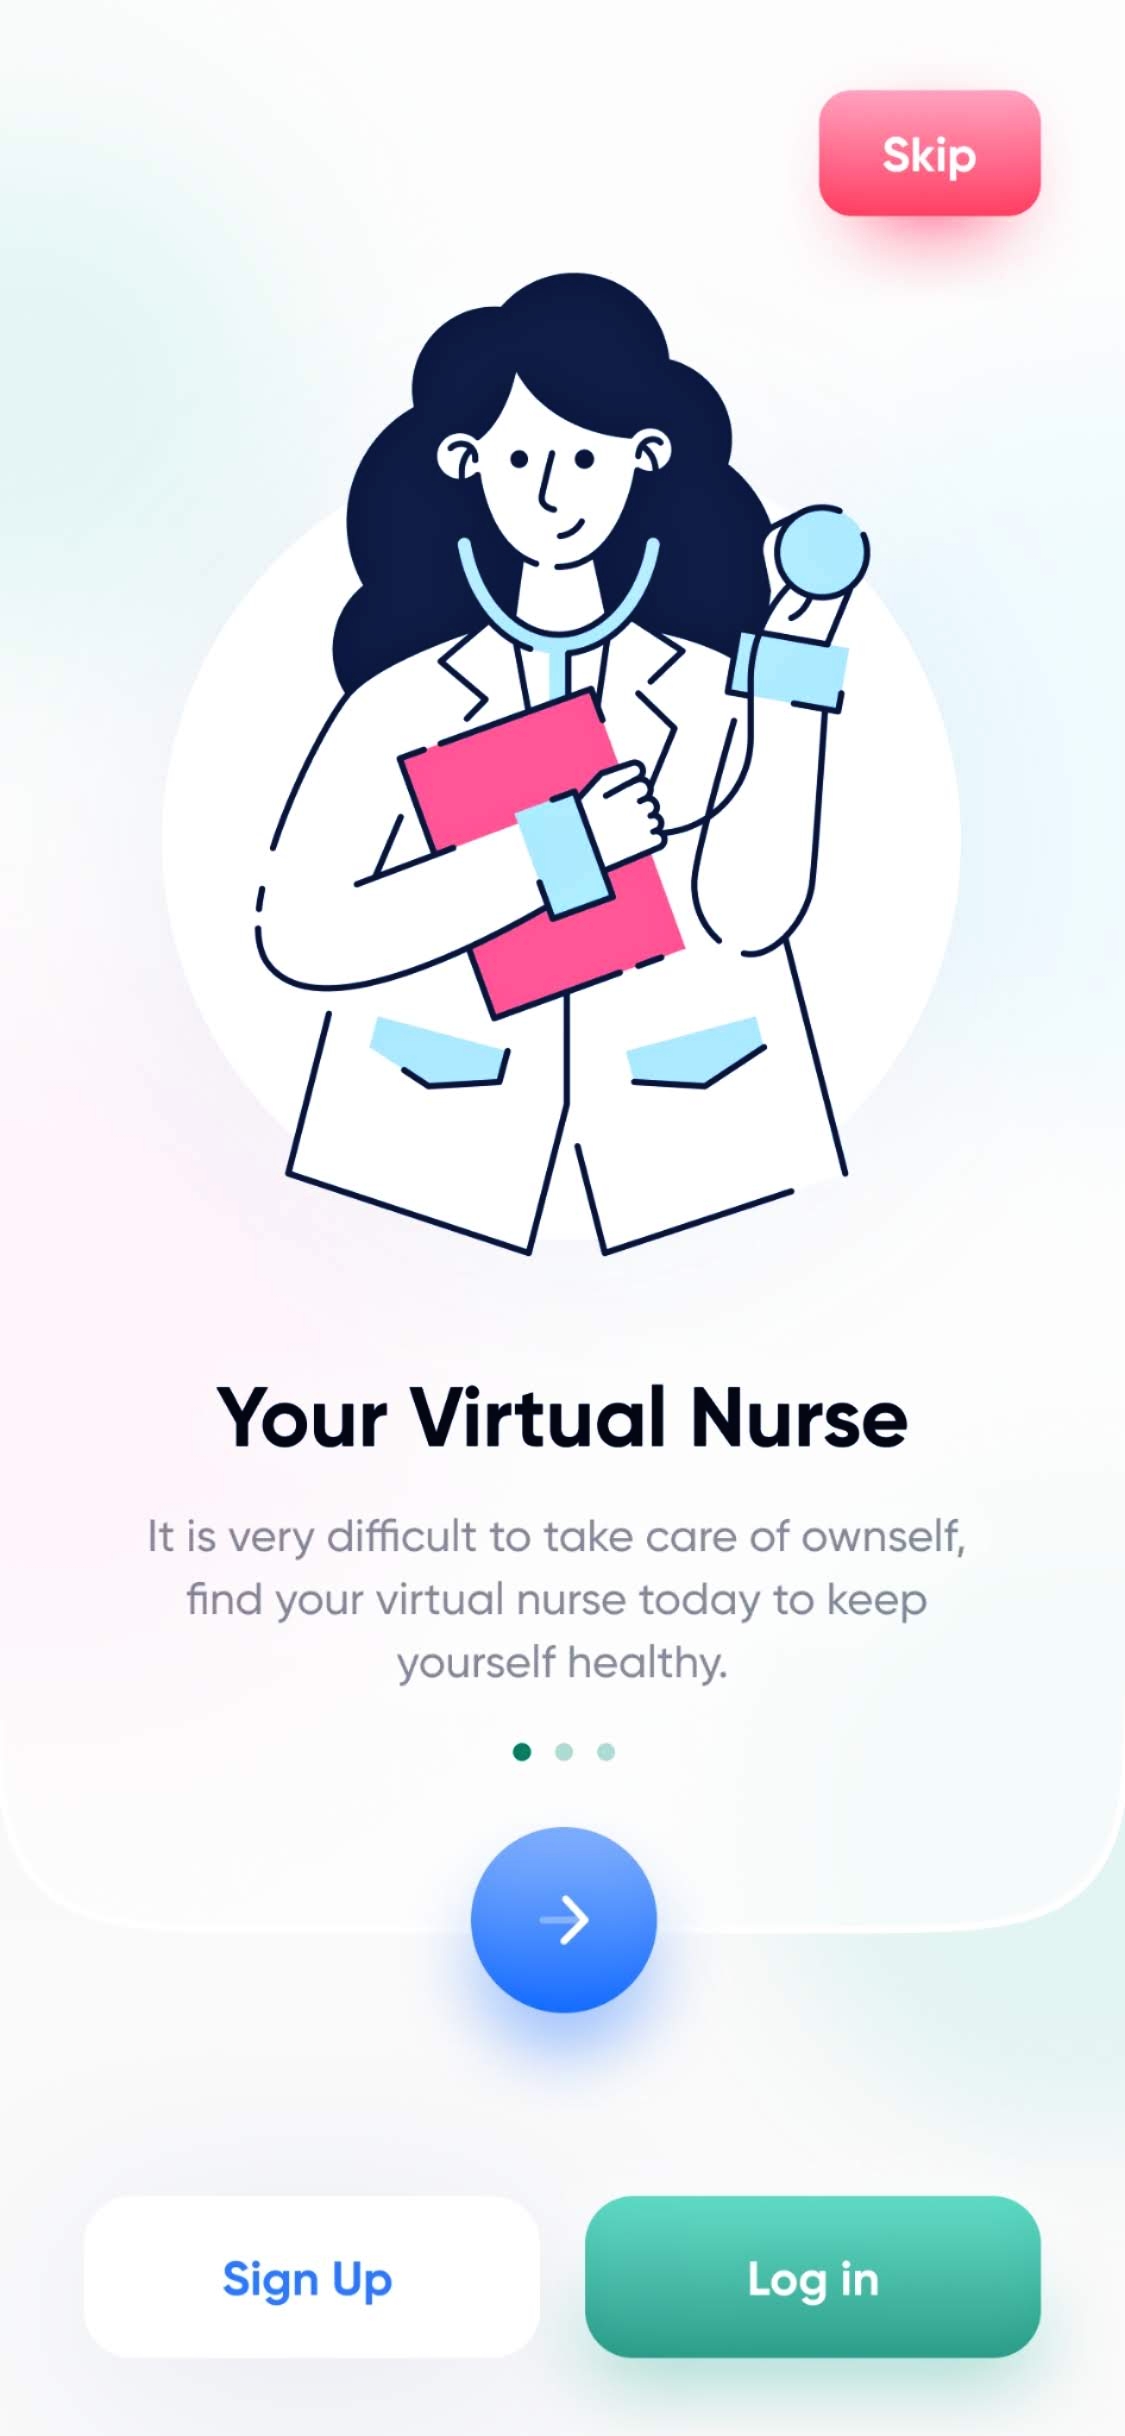 Skip
Your Virtual Nurse
It is very difficult to take care of ownself,
find your virtual nurse today to keep
yourself healthy.
Sign Up
Log in